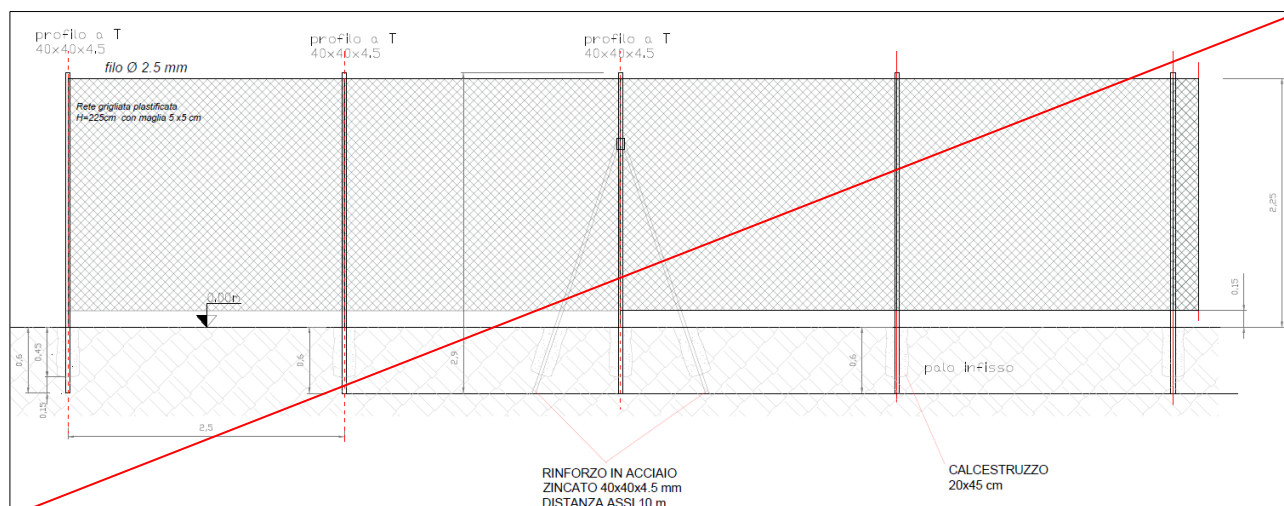 profilo a T
40x40x4.5
profilo a T
40x40x4.5
profilo a T
40x40x4.5
filo Ø 2.5 mm
Rete grigliata plastificata
H=225cm con maglia 5 x5 cm
0.00m
2,25
0,15
0,6
0,45
0,15
0,6
2,9
0,6
palo infisso
2,5
RINFORZO IN ACCIAIO
ZINCATO 40x40x4.5 mm
DISTANZA ASSI 10 m
CALCESTRUZZO
20x45 cm